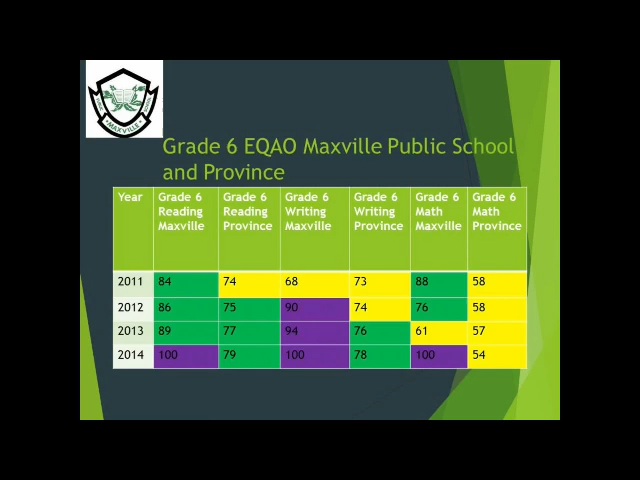 MAXVILLE
Grade 6 EQAO Maxville Public School
and Province
Year Grade 6 Reading Maxville Grade 6 Reading Province Grade 6 Writing Maxville Grade 6 Writing Province Grade 6 Math Maxville Grade 6 Math Province
2011 84 74 68 73 88 58
2012 86 75 90 74 76 58
2013 89 77 94 76 61 57
2014 100 79 100 78 100 54